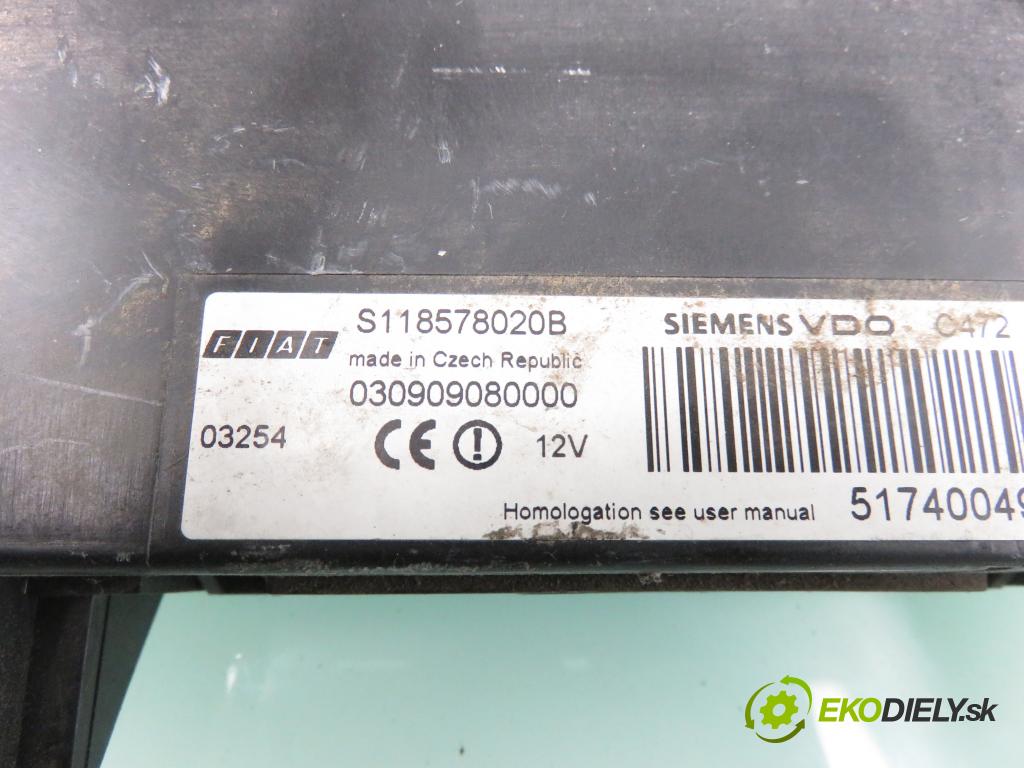 FIAT
S118578020B
made in Czech Republic
030909080000
03254
CE
12V
SIEMENS VDO C472
Homologation see user manual
5174004
EKODIELY.sk